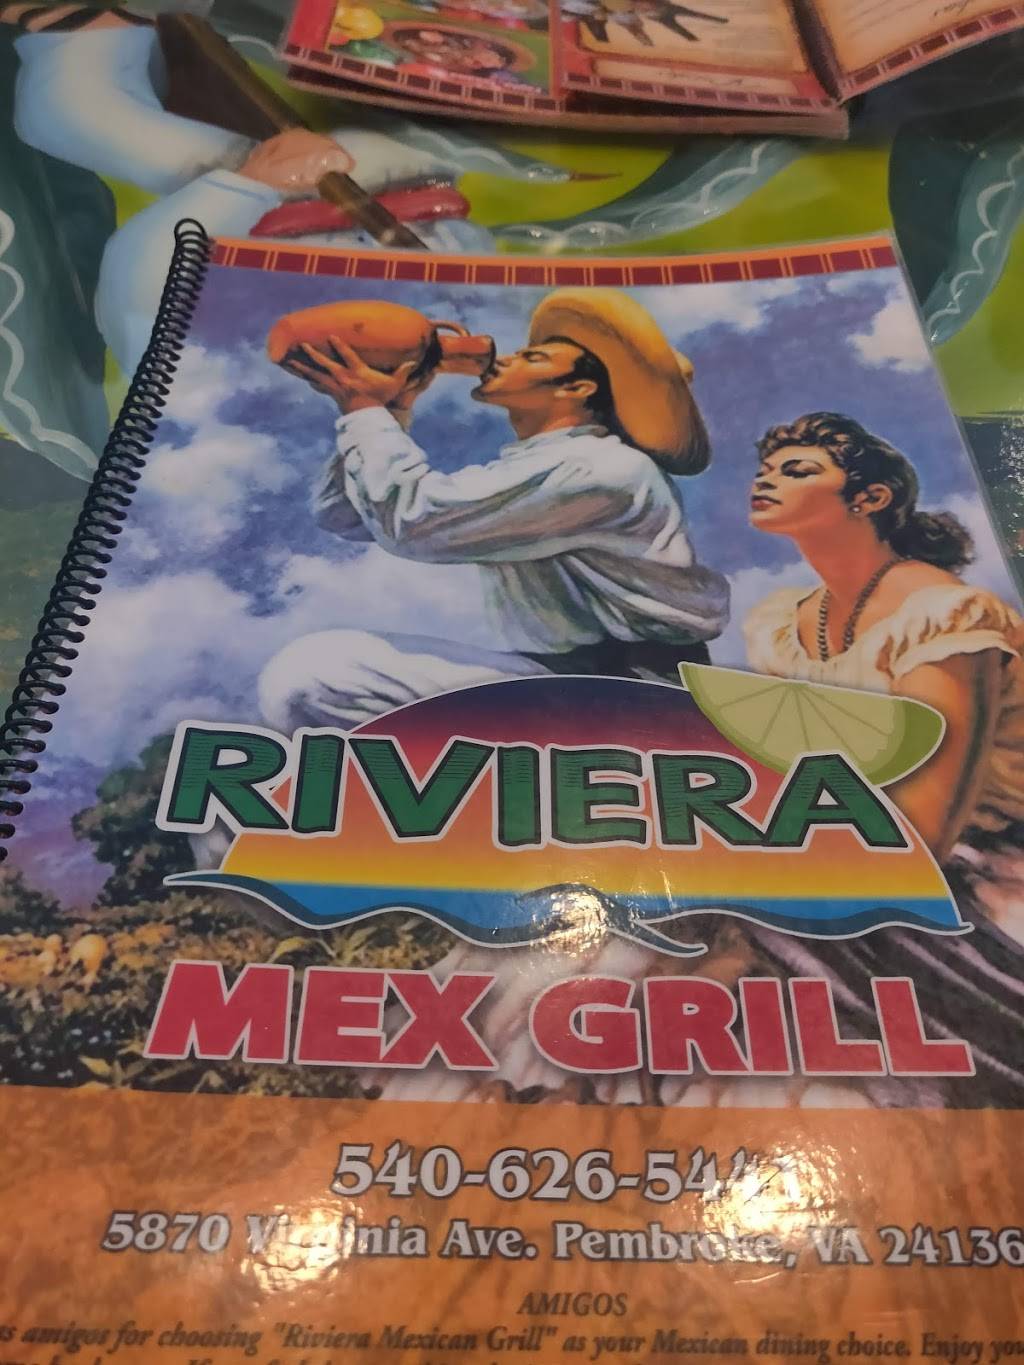 RIVIERA
MEX GRILL
540-626-544
5870 Virginia Ave. Pembroke, VA 24136
AMIGOS
amigos for choosing "Riviera Mexican Grill" as your Mexican dining choice. Enjoy